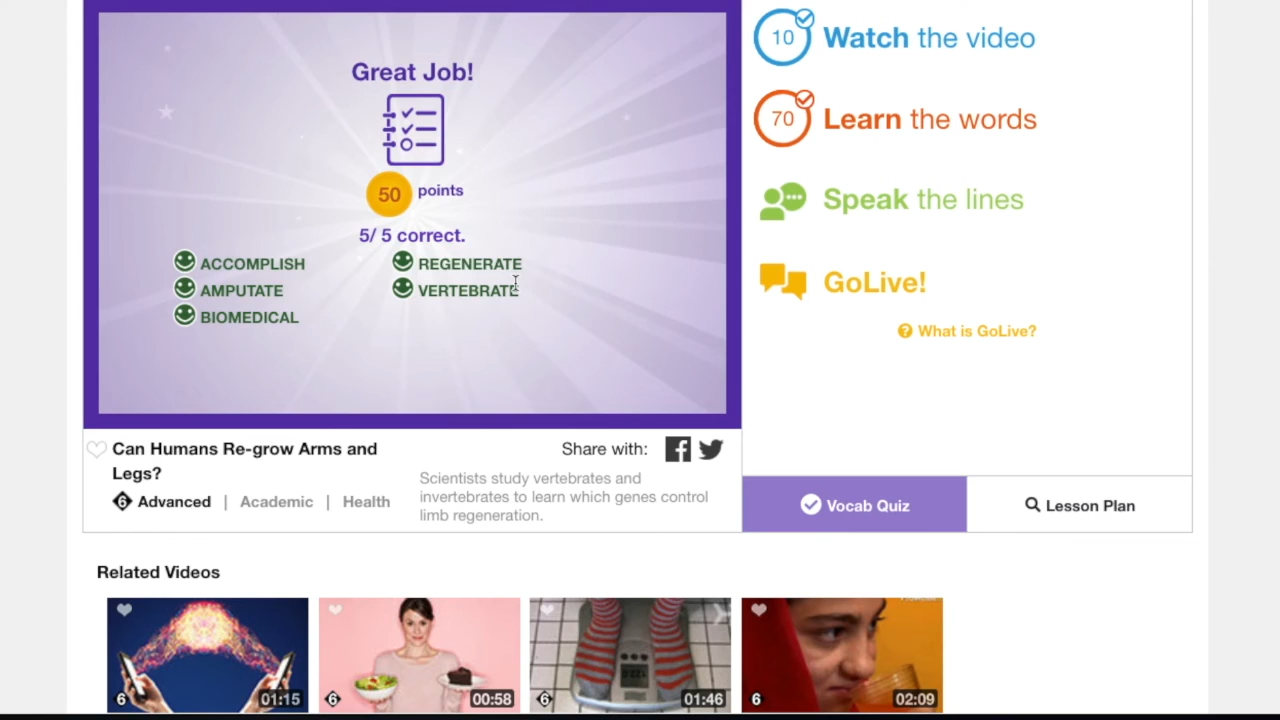 Great Job!
50 points
5/ 5 correct.
ACCOMPLISH
AMPUTATE
BIOMEDICAL
REGENERATE
VERTEBRATE
10 Watch the video
70 Learn the words
Speak the lines
GoLive!
? What is GoLive?
Can Humans Re-grow Arms and
Legs?
6 Advanced | Academic | Health
Share with:
Scientists study vertebrates and
invertebrates to learn which genes control
limb regeneration.
Vocab Quiz
Lesson Plan
Related Videos
6 01:15
6 00:58
6 01:46
6 02:09